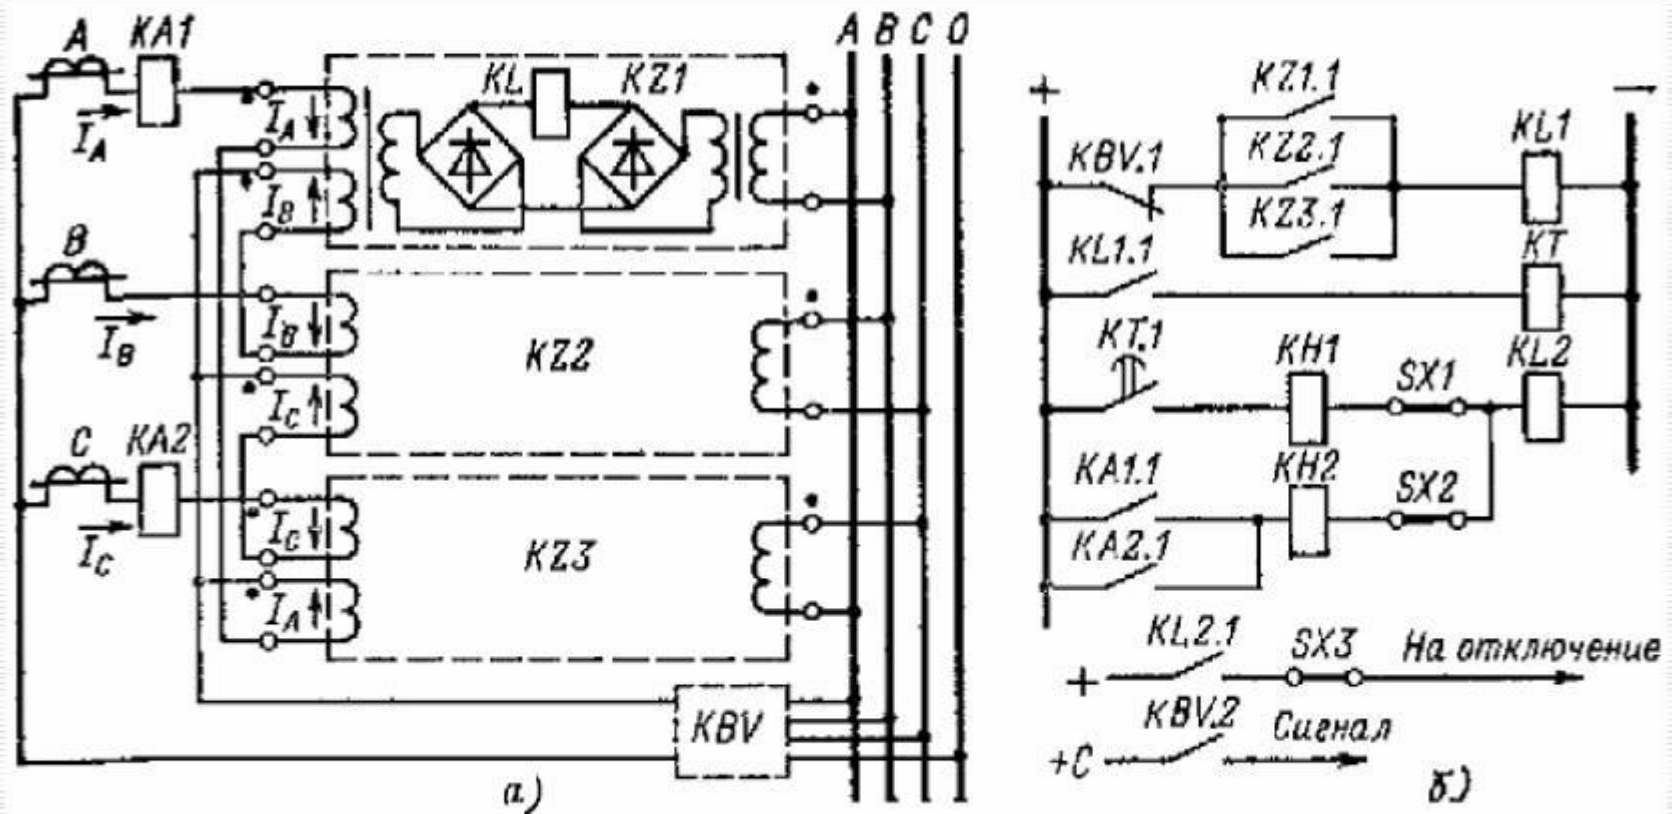 A KA1
A B C 0
KL KZ1
I_A
I_A
I_B
B
I_B
I_B
KZ2
I_C
C KA2
I_C
I_C
KZ3
I_A
KBV
а)
+ −
KZ1.1
KBV.1 KZ2.1 KL1
KZ3.1
KL1.1 KT
KT.1 KH1 SX1 KL2
KA1.1 KH2 SX2
KA2.1
KL2.1 SX3 На отключение
+
KBV.2 Сигнал
+С
б)